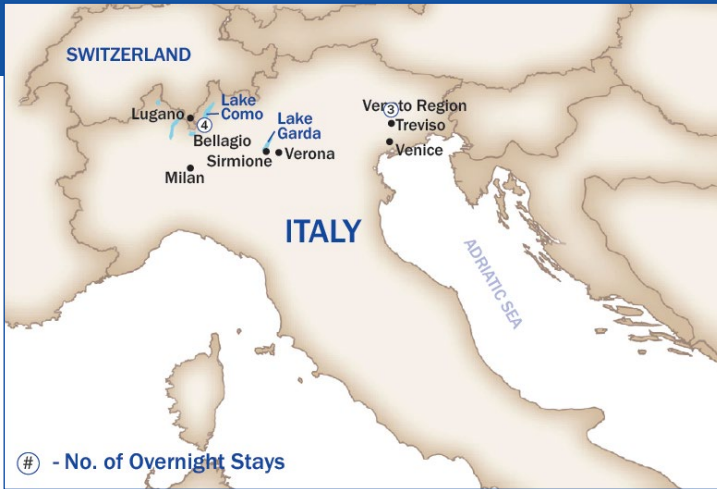 SWITZERLAND
Lugano
Lake
Como
4
Bellagio
Lake
Garda
Sirmione
Verona
Milan
Veneto Region
3
Treviso
Venice
ITALY
ADRIATIC SEA
# - No. of Overnight Stays